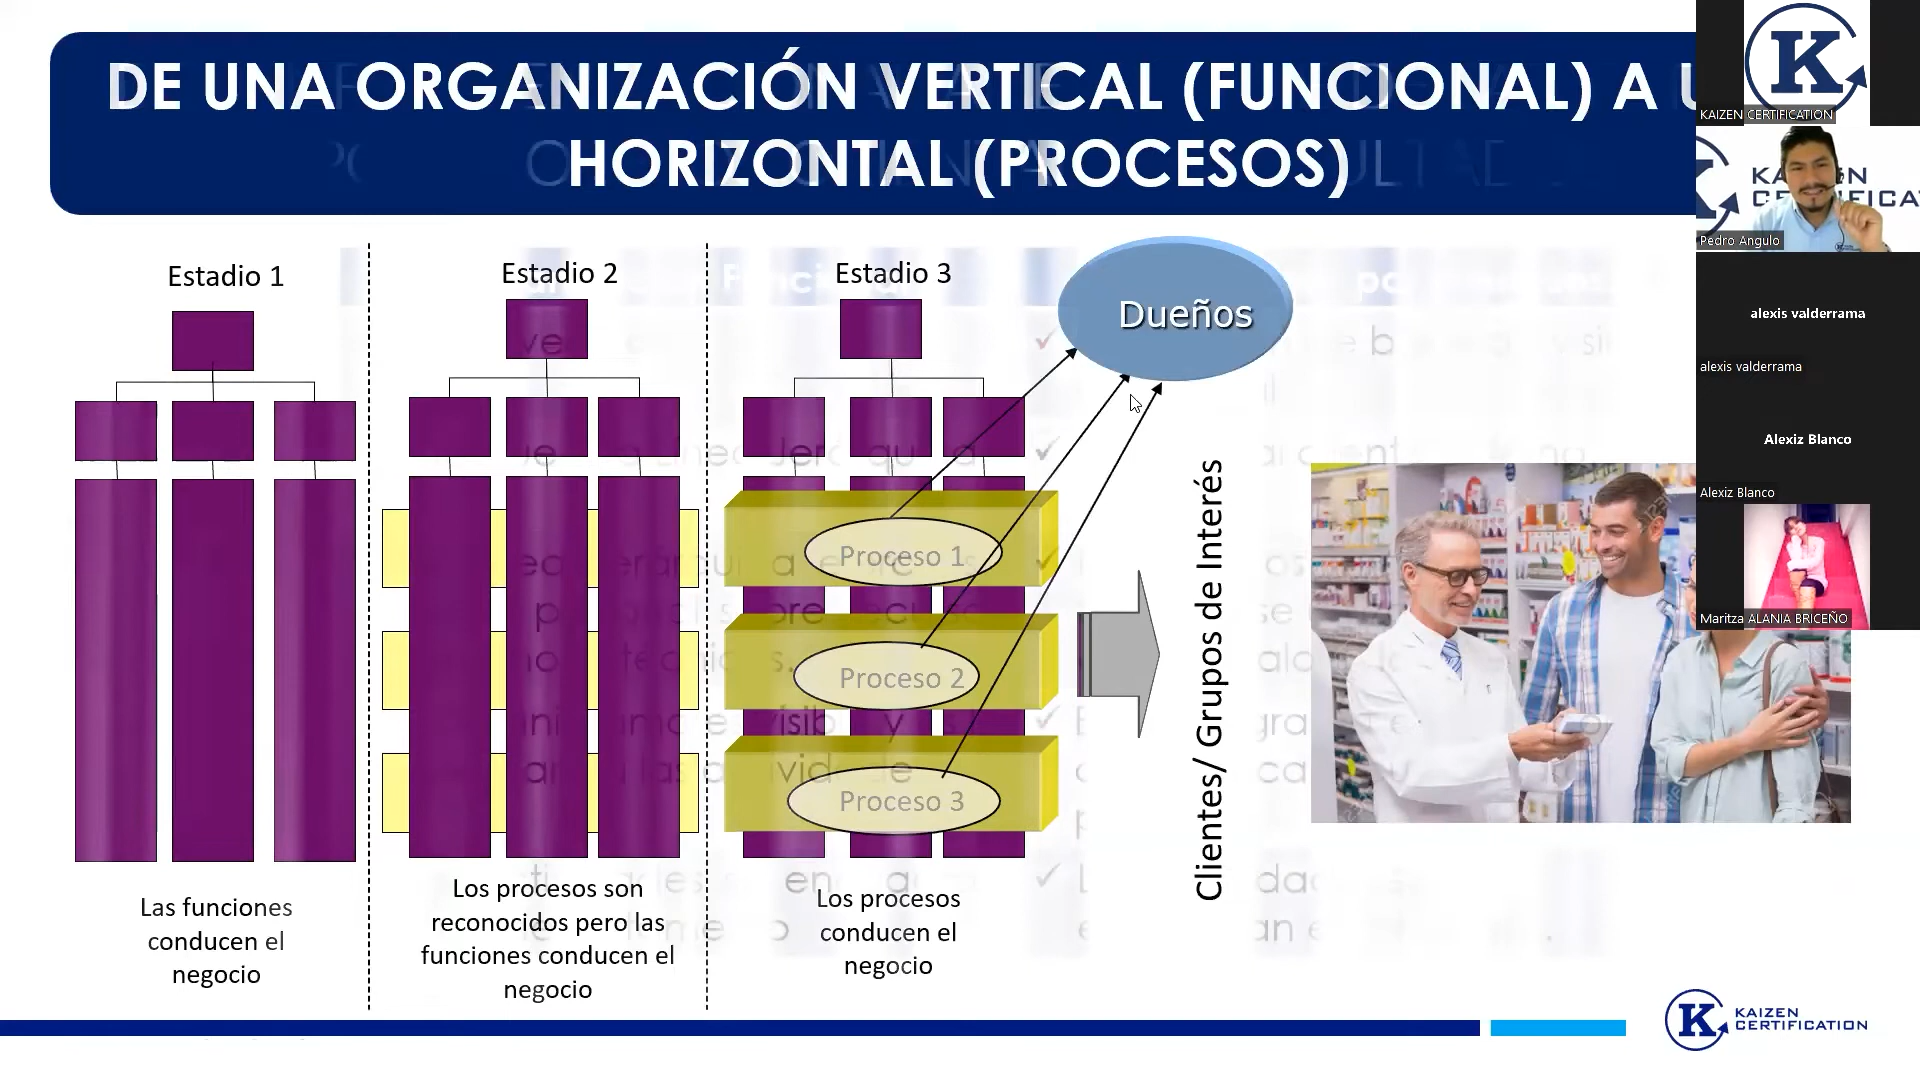 DE UNA ORGANIZACIÓN VERTICAL (FUNCIONAL) A
HORIZONTAL (PROCESOS)
Estadio 1
Estadio 2
Estadio 3
Dueños
Proceso 1
Proceso 2
Proceso 3
Clientes/ Grupos de Interés
Las funciones
conducen el
negocio
Los procesos son
reconocidos pero las
funciones conducen el
negocio
Los procesos
conducen el
negocio
KAIZEN
CERTIFICATION
K
KAIZEN CERTIFICATION
Pedro Angulo
alexis valderrama
alexis valderrama
Alexiz Blanco
Alexiz Blanco
Maritza ALANIA BRICEÑO